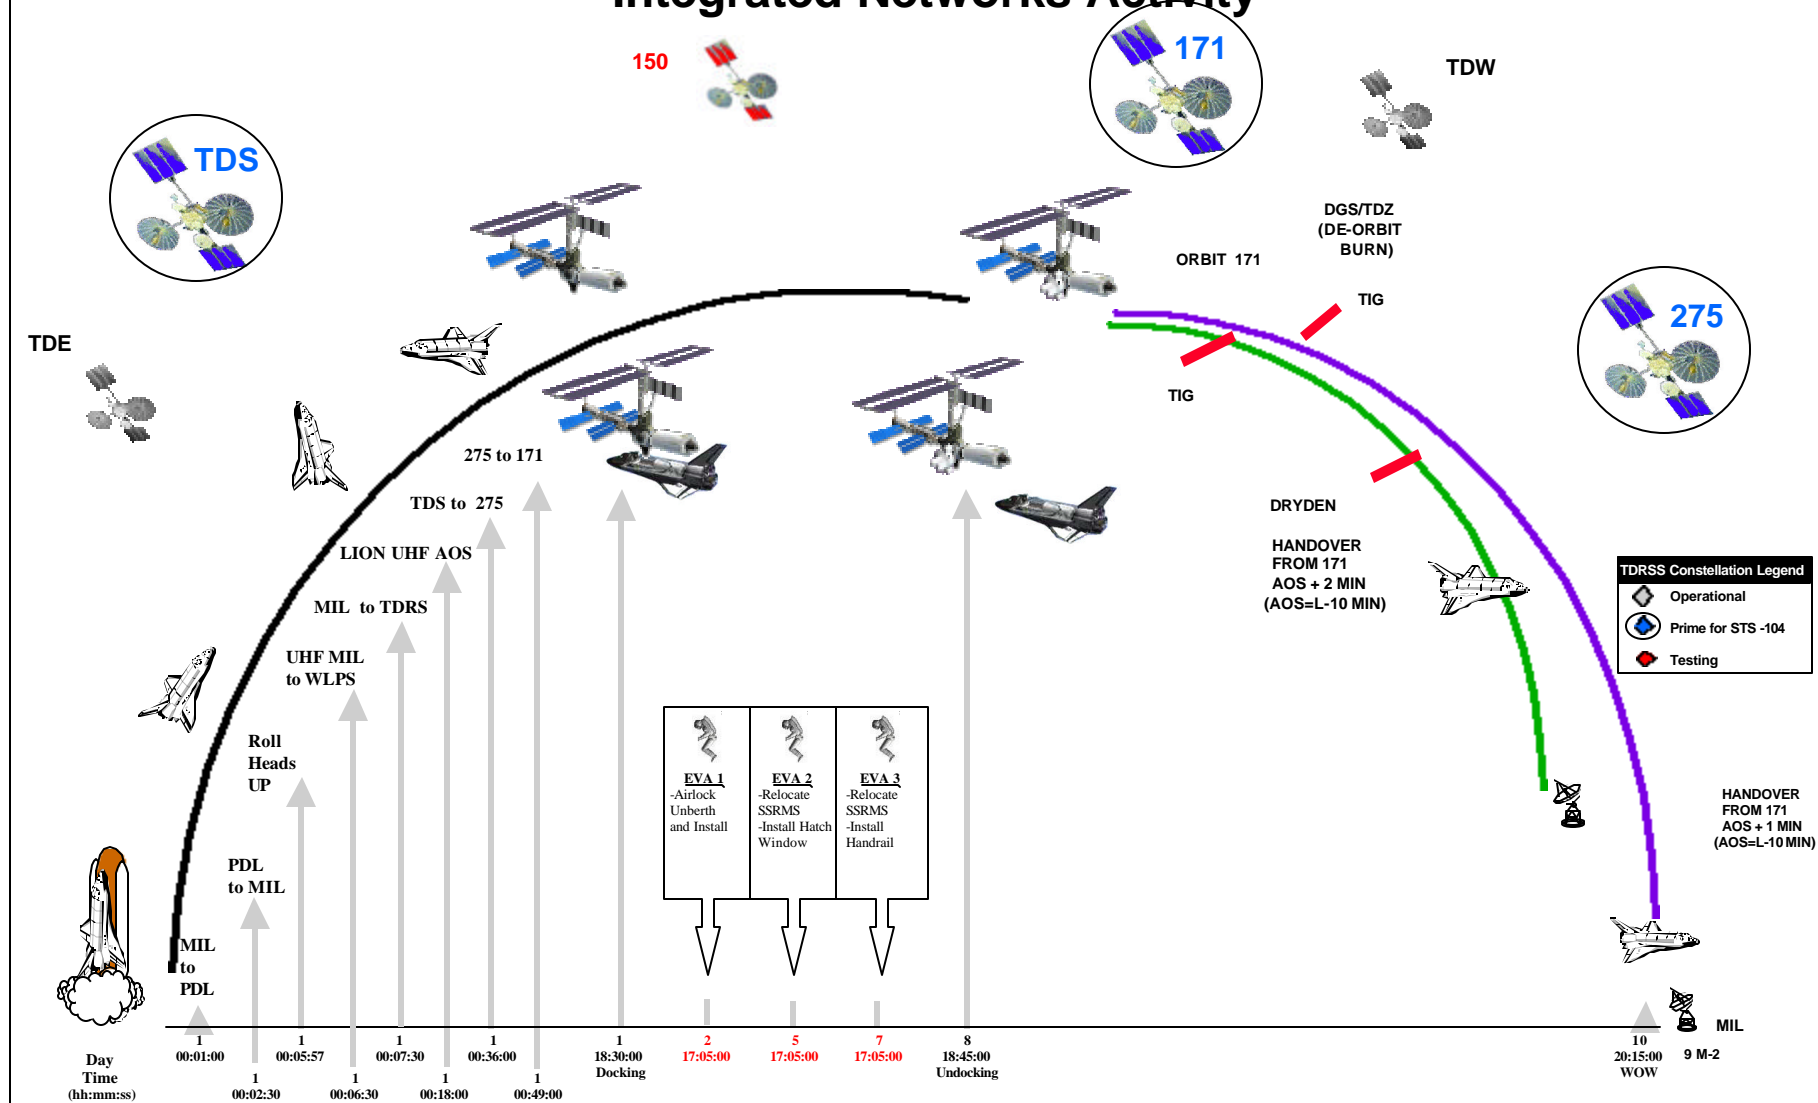 Integrated Networks Activity
150
171
TDW
TDS
DGS/TDZ
(DE-ORBIT
BURN)
ORBIT 171
TIG
275
TDE
TIG
275 to 171
TDS to 275
DRYDEN
LION UHF AOS
HANDOVER
FROM 171
AOS + 2 MIN
(AOS=L-10 MIN)
TDRSS Constellation Legend
Operational
Prime for STS -104
Testing
MIL to TDRS
UHF MIL
to WLPS
Roll
Heads
UP
EVA 1
-Airlock
Unberth
and Install
EVA 2
-Relocate
SSRMS
-Install Hatch
Window
EVA 3
-Relocate
SSRMS
-Install
Handrail
HANDOVER
FROM 171
AOS + 1 MIN
(AOS=L-10 MIN)
PDL
to MIL
MIL
to
PDL
MIL
9 M-2
Day
Time
(hh:mm:ss)
1
00:01:00
1
00:02:30
1
00:05:57
1
00:06:30
1
00:07:30
1
00:18:00
1
00:36:00
1
00:49:00
1
18:30:00
Docking
2
17:05:00
5
17:05:00
7
17:05:00
8
18:45:00
Undocking
10
20:15:00
WOW